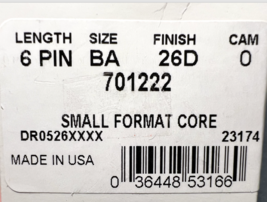 LENGTH SIZE FINISH CAM
6 PIN BA 26D 0
701222
SMALL FORMAT CORE
DR0526XXXX 23174
MADE IN USA
0 36448 53166